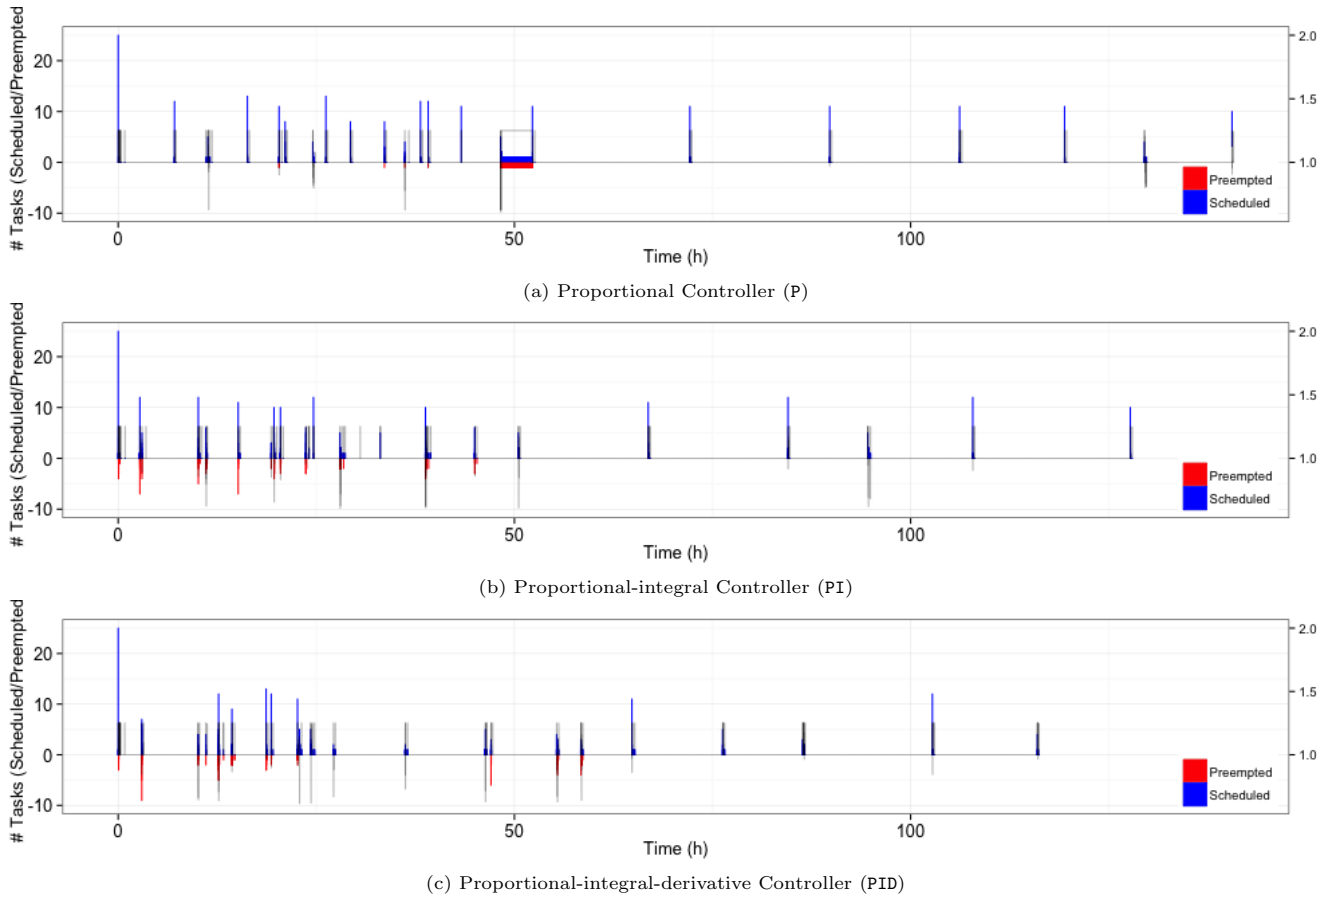 # Tasks (Scheduled/Preempted
20
10
0
-10
2.0
1.5
1.0
Preempted
Scheduled
0 50 100
Time (h)
(a) Proportional Controller (P)
# Tasks (Scheduled/Preempted
20
10
0
-10
2.0
1.5
1.0
Preempted
Scheduled
0 50 100
Time (h)
(b) Proportional-integral Controller (PI)
# Tasks (Scheduled/Preempted
20
10
0
-10
2.0
1.5
1.0
Preempted
Scheduled
0 50 100
Time (h)
(c) Proportional-integral-derivative Controller (PID)